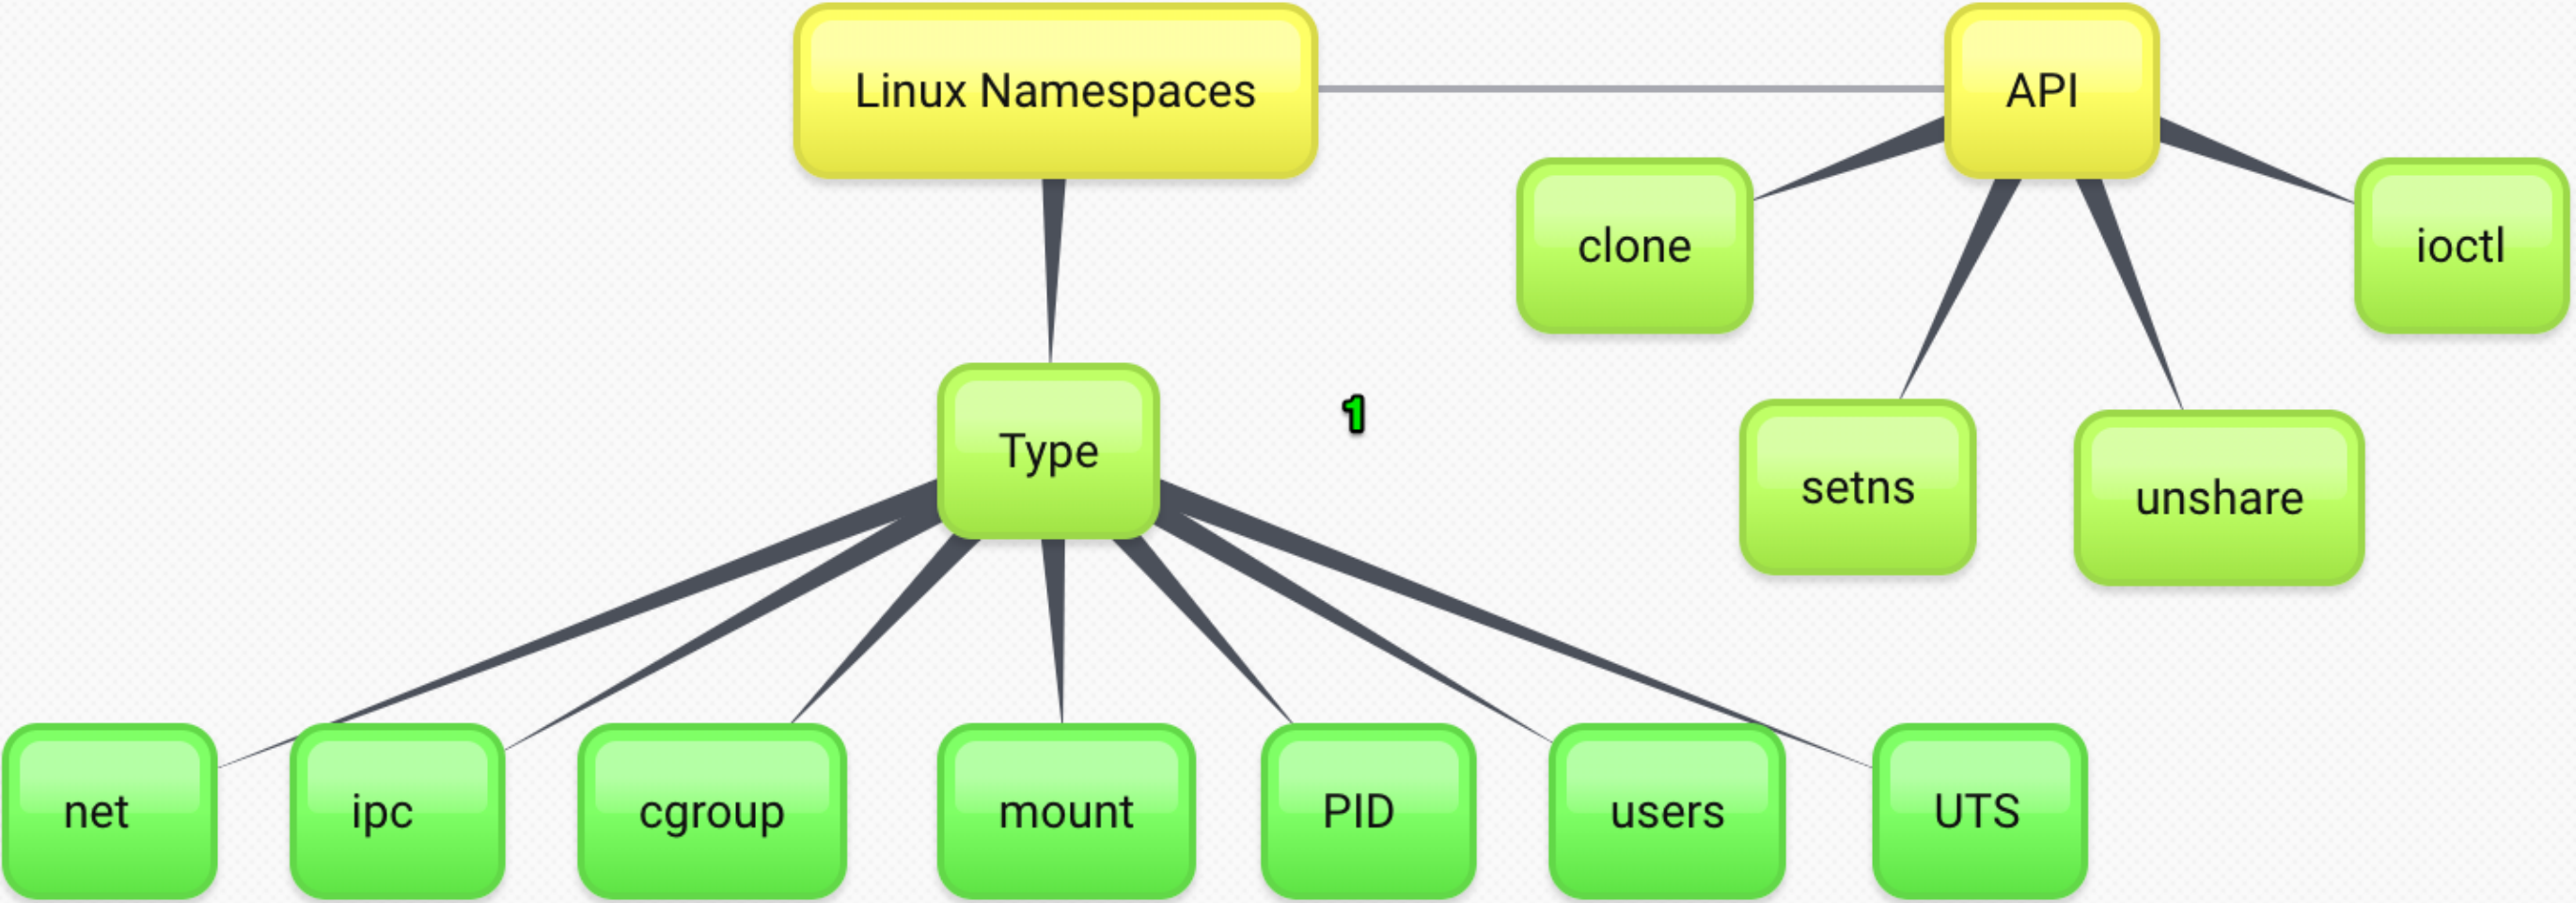 Linux Namespaces
API
clone
ioctl
Type
1
setns
unshare
net
ipc
cgroup
mount
PID
users
UTS